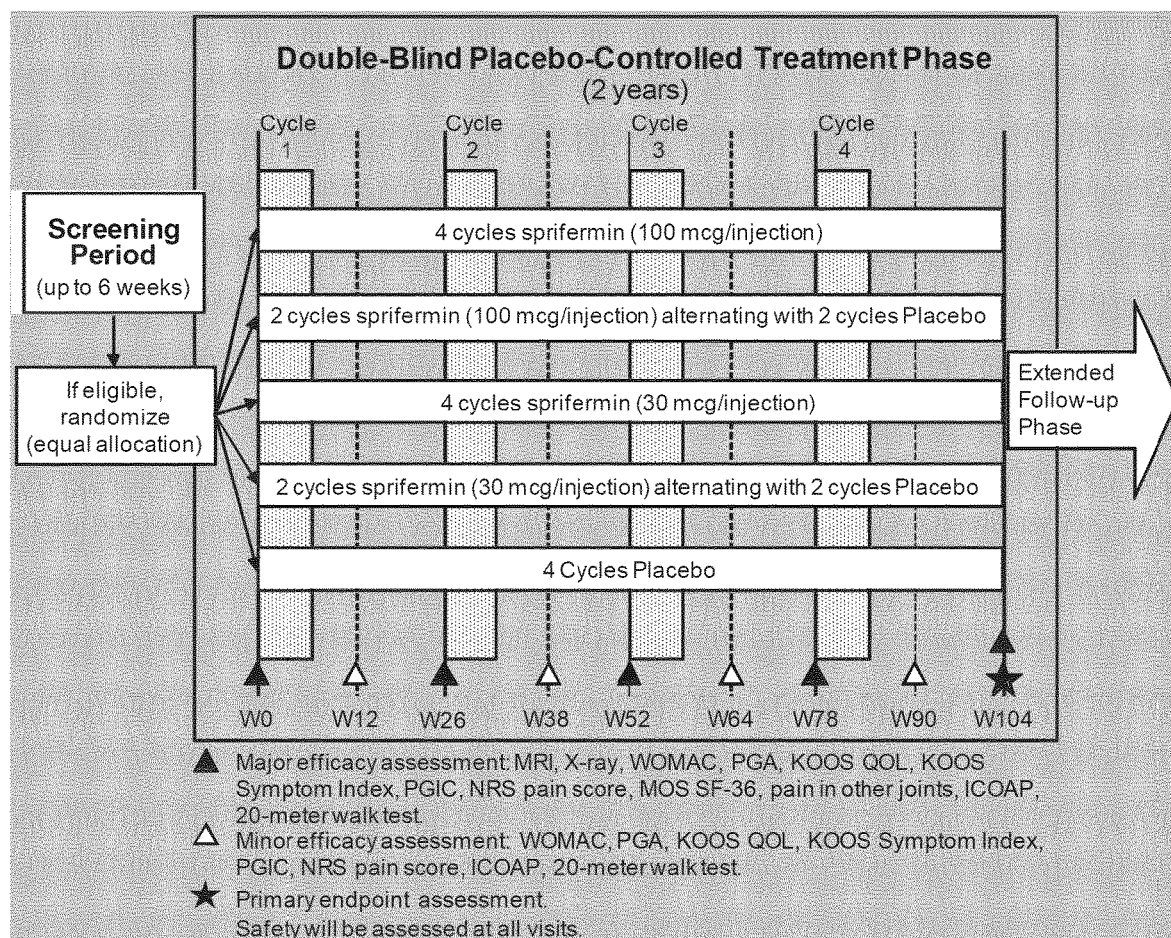 Double-Blind Placebo-Controlled Treatment Phase
(2 years)
Cycle
1
Cycle
2
Cycle
3
Cycle
4
Screening
Period
(up to 6 weeks)
If eligible,
randomize
(equal allocation)
4 cycles sprifermin (100 mcg/injection)
2 cycles sprifermin (100 mcg/injection) alternating with 2 cycles Placebo
4 cycles sprifermin (30 mcg/injection)
2 cycles sprifermin (30 mcg/injection) alternating with 2 cycles Placebo
4 Cycles Placebo
Extended
Follow-up
Phase
W0 W12 W26 W38 W52 W64 W78 W90 W104
Major efficacy assessment: MRI, X-ray, WOMAC, PGA, KOOS QOL, KOOS
Symptom Index, PGIC, NRS pain score, MOS SF-36, pain in other joints, ICOAP,
20-meter walk test.
Minor efficacy assessment: WOMAC, PGA, KOOS QOL, KOOS Symptom Index,
PGIC, NRS pain score, ICOAP, 20-meter walk test.
Primary endpoint assessment.
Safety will be assessed at all visits.